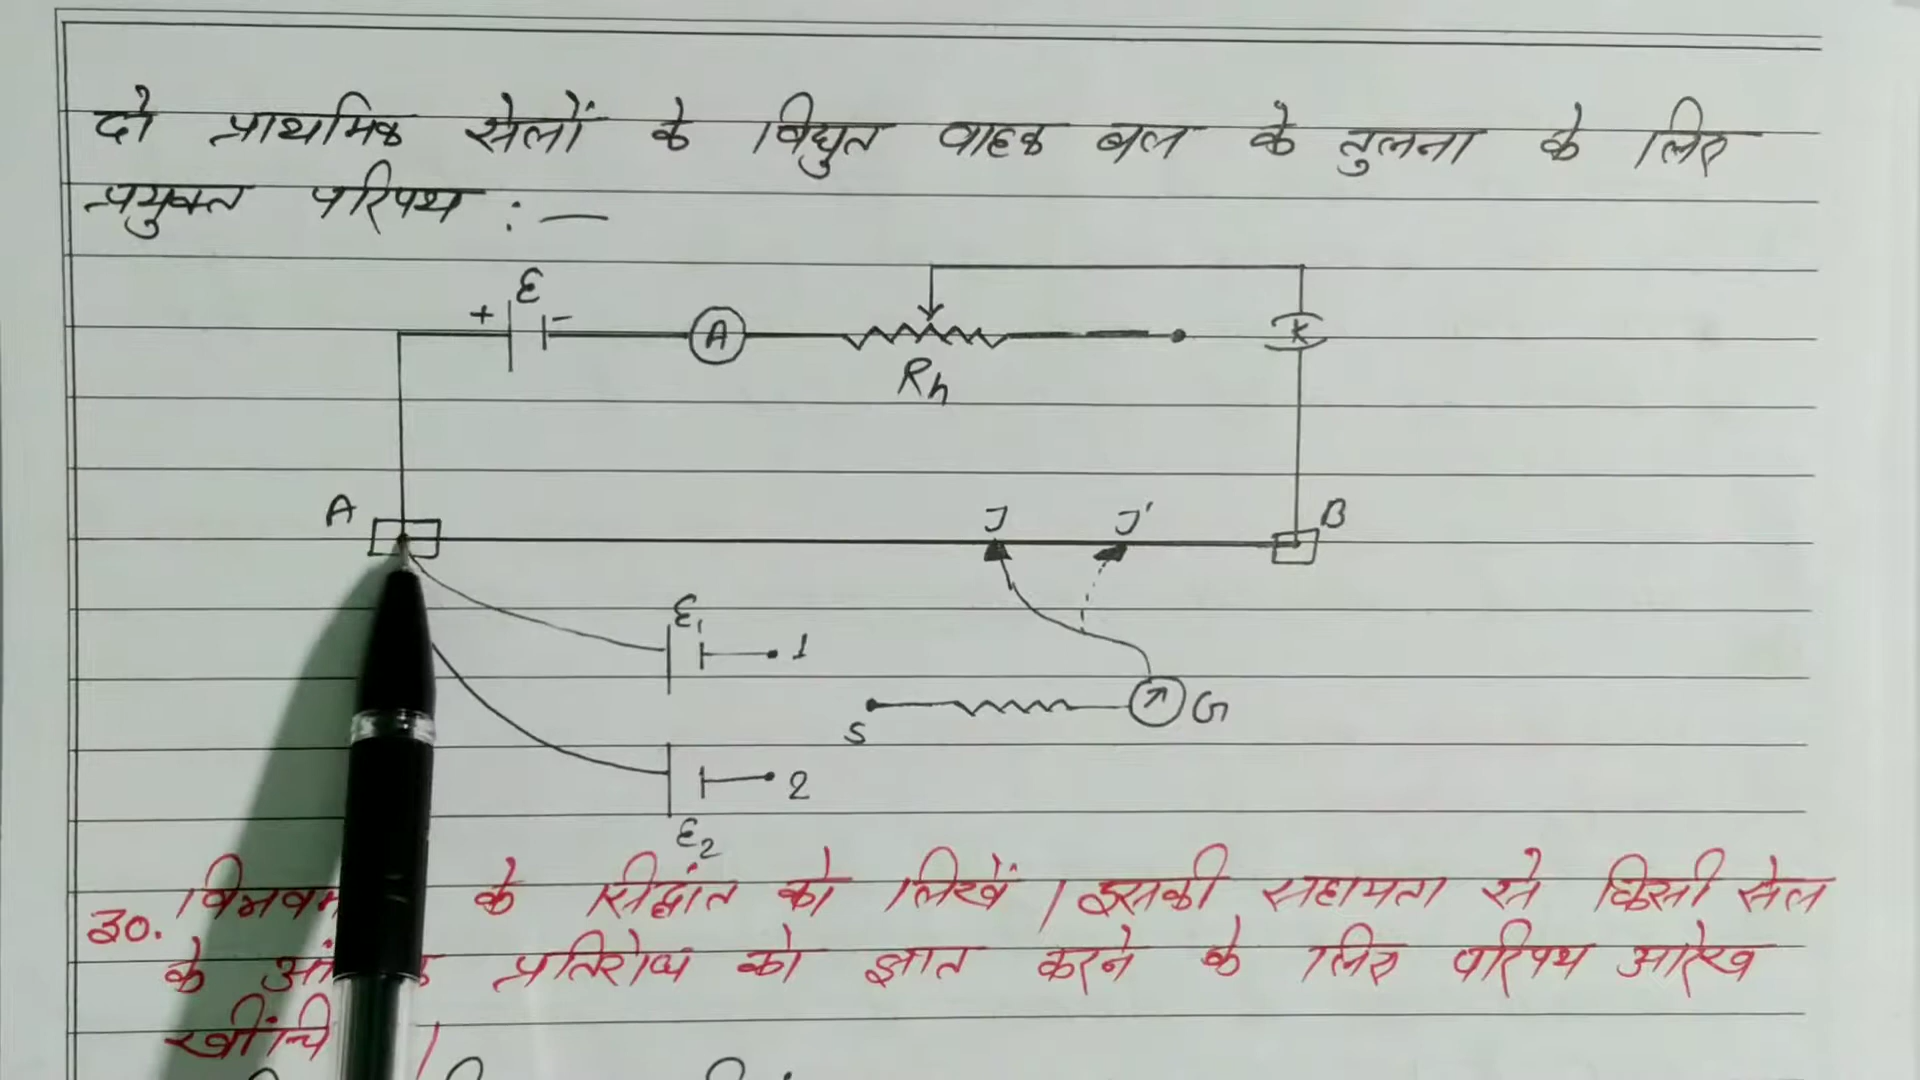 दो प्राथमिक सेलों के विद्युत वाहक बल के तुलना के लिए
प्रयुक्त परिपथ :—
ε
+ -
A
Rh
K
A
J
J'
B
ε1
1
S
G
2
ε2
30. के सिद्धांत को लिखें | इसकी सहायता से किसी सेल
के प्रतिरोध को ज्ञात करने के लिए परिपथ आरेख
|